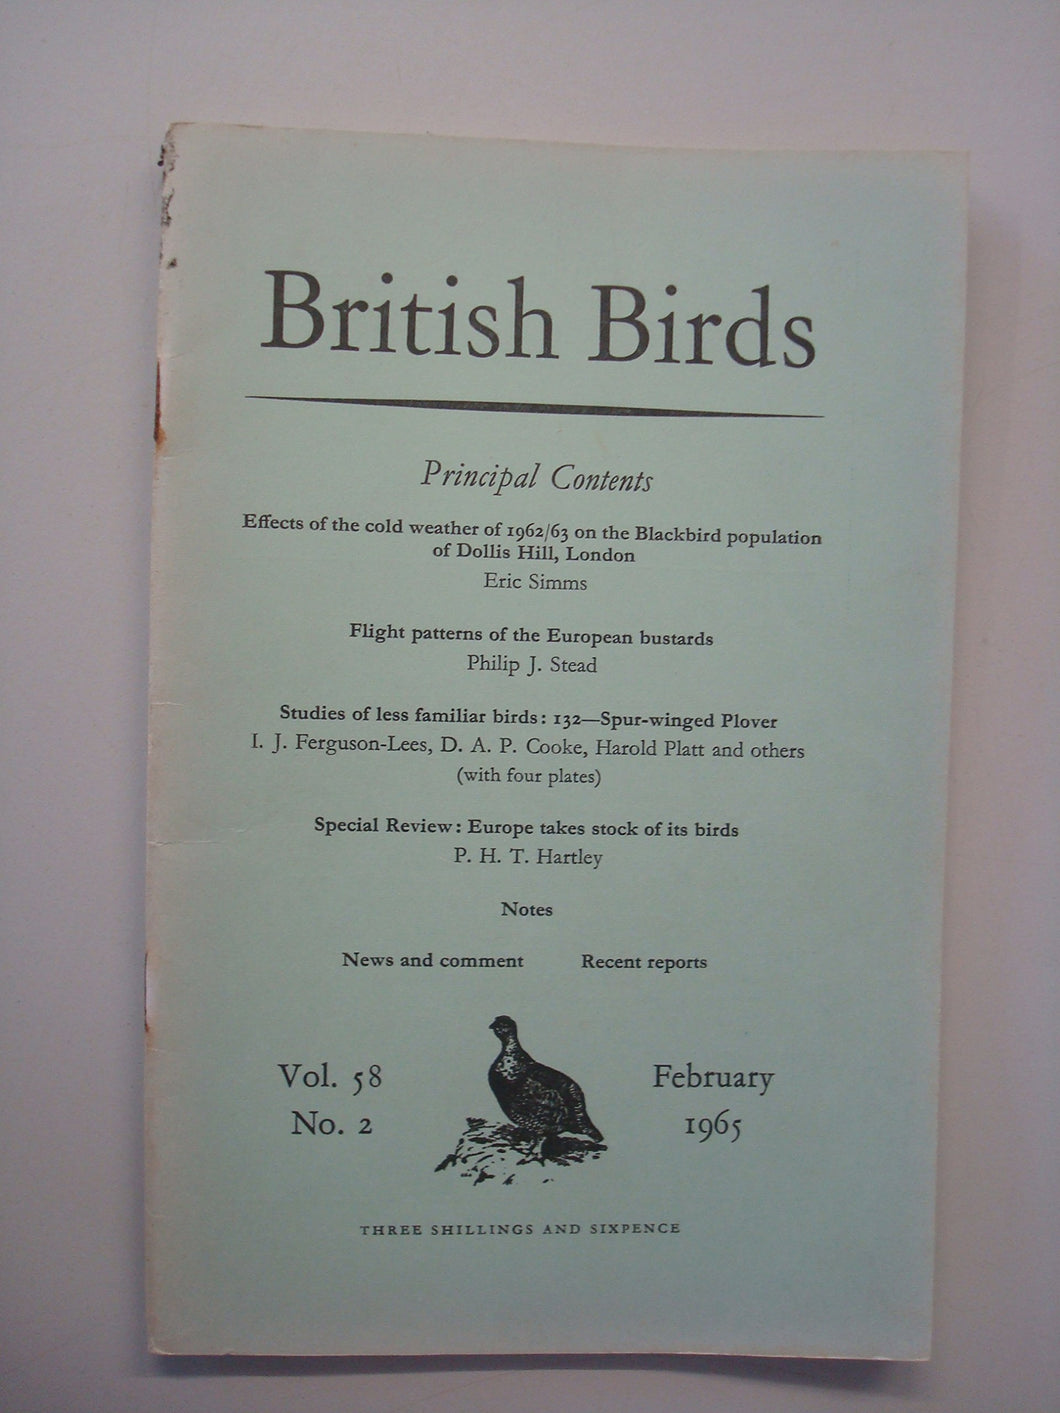 British Birds
Principal Contents
Effects of the cold weather of 1962/63 on the Blackbird population
of Dollis Hill, London
Eric Simms
Flight patterns of the European bustards
Philip J. Stead
Studies of less familiar birds: 132—Spur-winged Plover
I. J. Ferguson-Lees, D. A. P. Cooke, Harold Platt and others
(with four plates)
Special Review: Europe takes stock of its birds
P. H. T. Hartley
Notes
News and comment Recent reports
Vol. 58 February
No. 2 1965
THREE SHILLINGS AND SIXPENCE